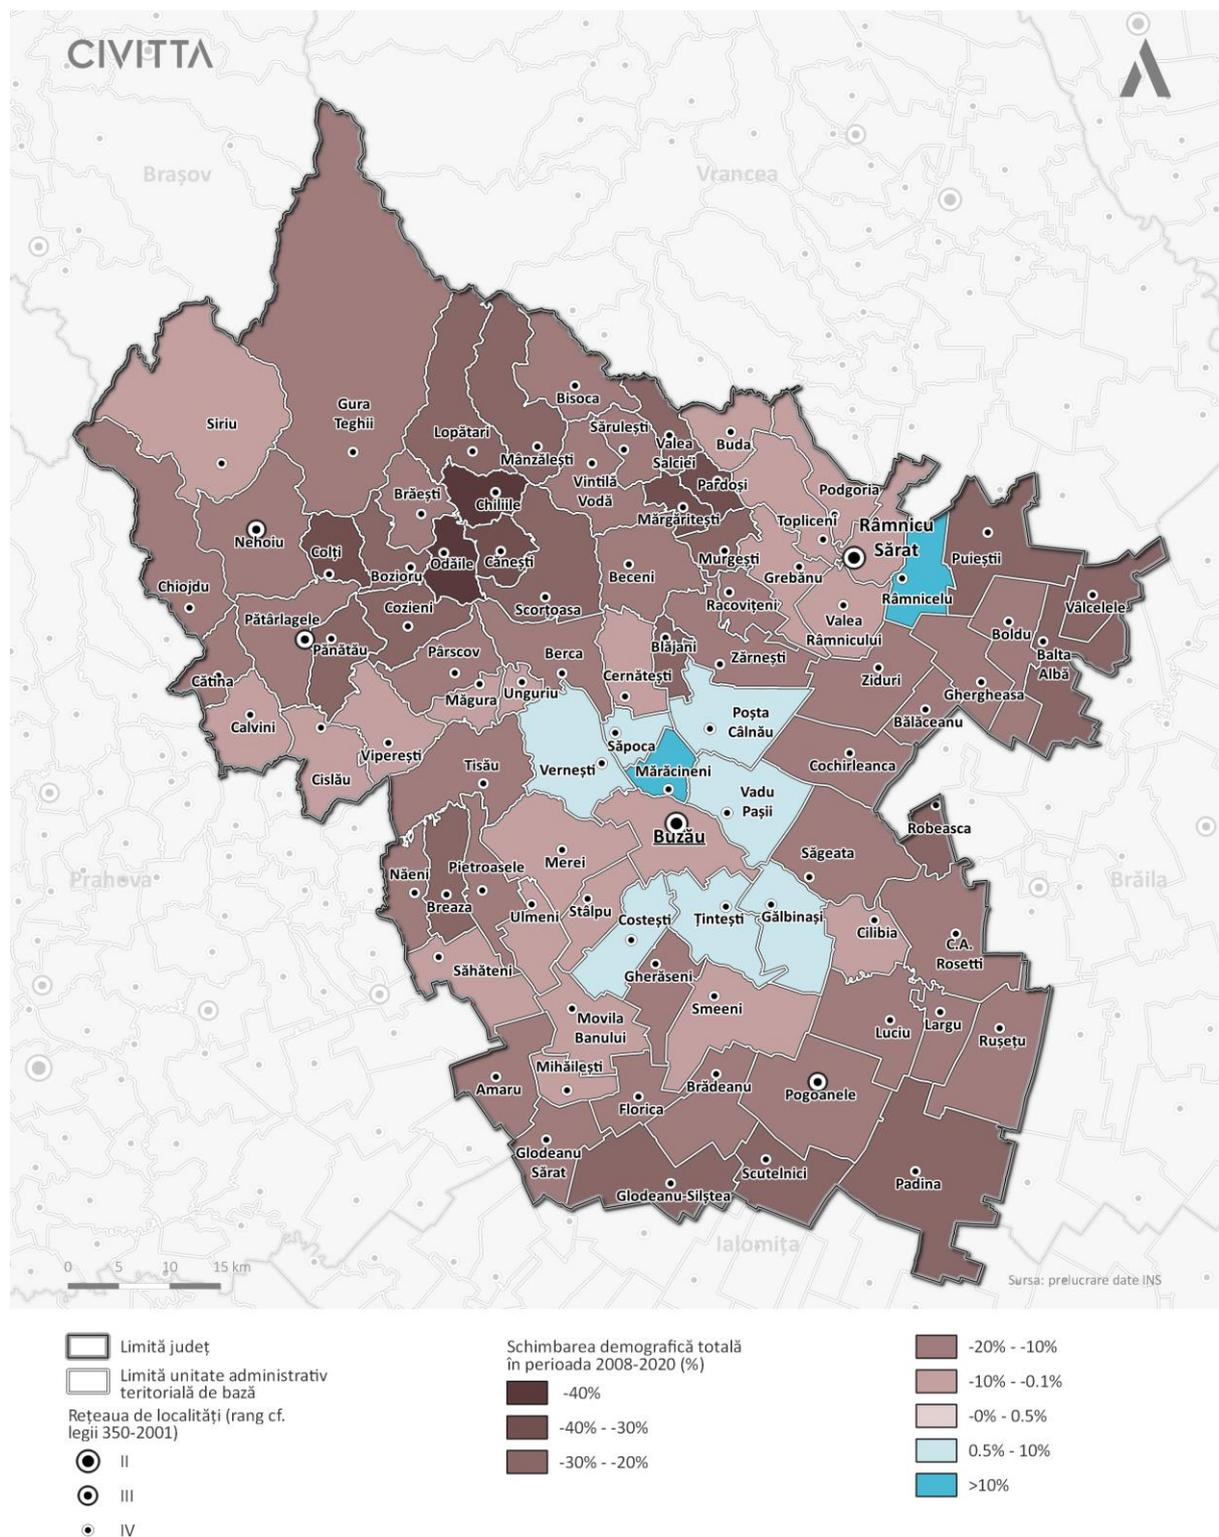 CIVITTA
Brașov
Vrancea
Siriu
Gura
Teghii
Lopătari
Bisoca
Mânzălești
Sărulești
Vintilă
Vodă
Valea
Salciei
Buda
Pardoși
Mărgăritești
Podgoria
Topliceni
Râmnicu
Sărat
Brăești
Chiliile
Nehoiu
Colți
Bozioru
Odăile
Cănești
Murgești
Grebănu
Puieștii
Râmnicelu
Vâlcelele
Chiojdu
Cozieni
Scorțoasa
Beceni
Racovițeni
Valea
Râmnicului
Boldu
Balta
Albă
Pătârlagele
Pănătău
Pârscov
Berca
Blăjani
Zărnești
Ziduri
Ghergheasa
Cătina
Măgura
Unguriu
Cernătești
Bălăceanu
Calvini
Viperești
Cislău
Tisău
Vernești
Săpoca
Poșta
Câlnău
Mărăcineni
Cochirleanca
Vadu
Pașii
Robeasca
Buzău
Săgeata
Prahova
Brăila
Merei
Pietroasele
Năeni
Breaza
Ulmeni
Stâlpu
Costești
Țintești
Gălbinași
Cilibia
C.A.
Rosetti
Săhăteni
Gherăseni
Smeeni
Movila
Banului
Luciu
Largu
Rușețu
Mihăilești
Amaru
Florica
Brădeanu
Pogoanele
Glodeanu
Sărat
Glodeanu-Silștea
Scutelnici
Padina
Ialomița
0 5 10 15 km
Sursa: prelucrare date INS
Limită județ
Limită unitate administrativ
teritorială de bază
Rețeaua de localități (rang cf.
legii 350-2001)
II
III
IV
Schimbarea demografică totală
în perioada 2008-2020 (%)
-40%
-40% - -30%
-30% - -20%
-20% - -10%
-10% - -0.1%
-0% - 0.5%
0.5% - 10%
>10%